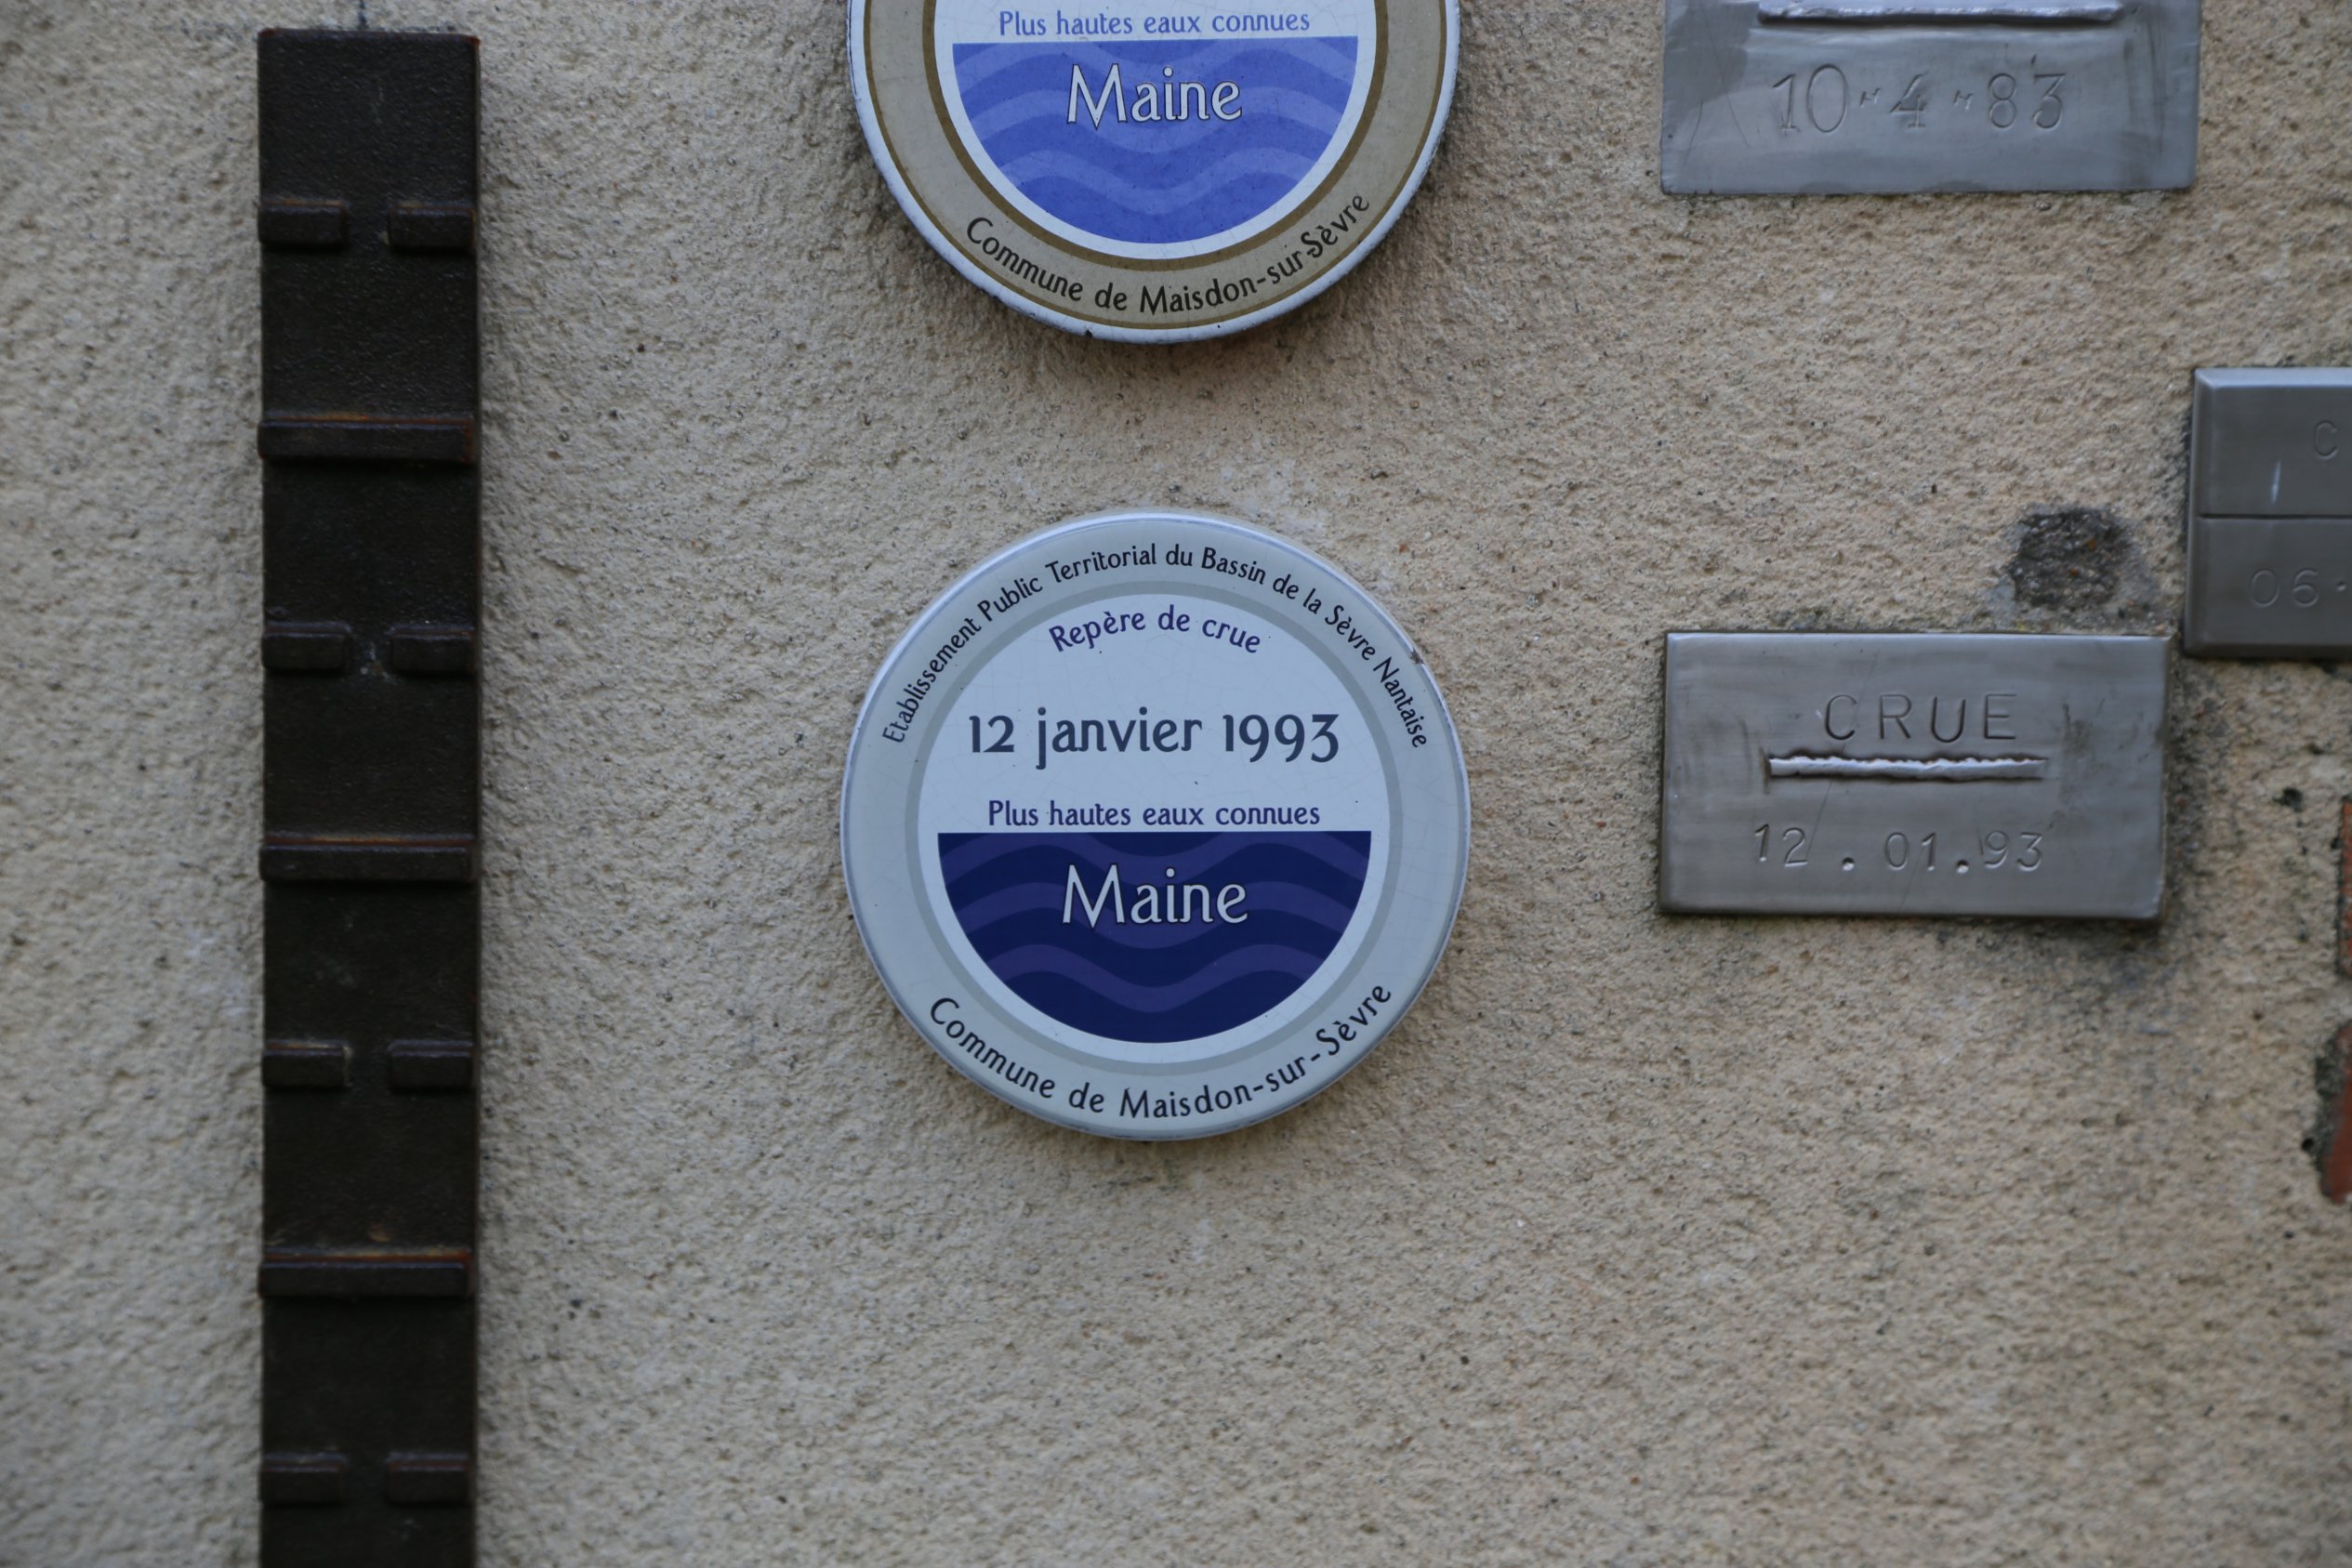 Plus hautes eaux connues
Maine
Commune de Maisdon-sur-Sèvre
10-4-83
Etablissement Public Territorial du Bassin de la Sèvre Nantaise
Repère de crue
12 janvier 1993
Plus hautes eaux connues
Maine
Commune de Maisdon-sur-Sèvre
CRUE
12.01.93
C
06